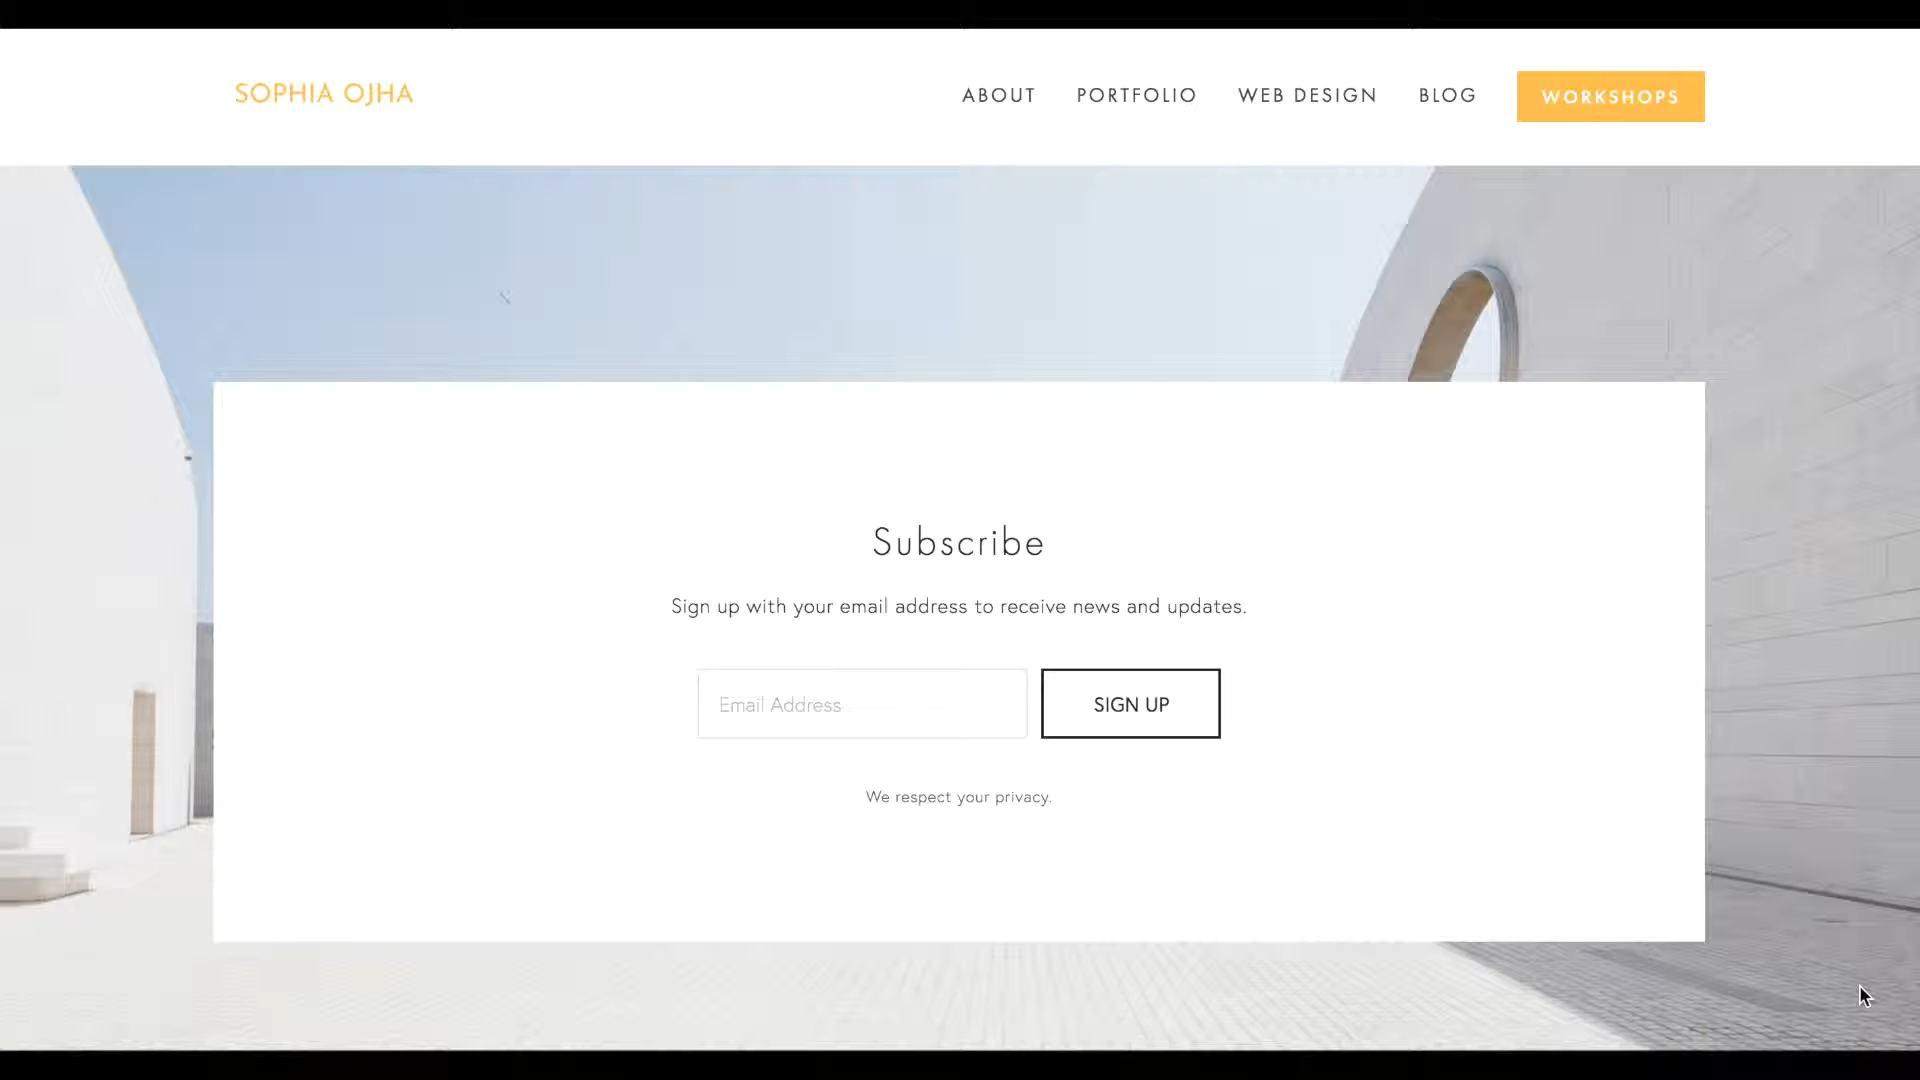 SOPHIA OJHA
ABOUT PORTFOLIO WEB DESIGN BLOG WORKSHOPS
Subscribe
Sign up with your email address to receive news and updates.
Email Address SIGN UP
We respect your privacy.